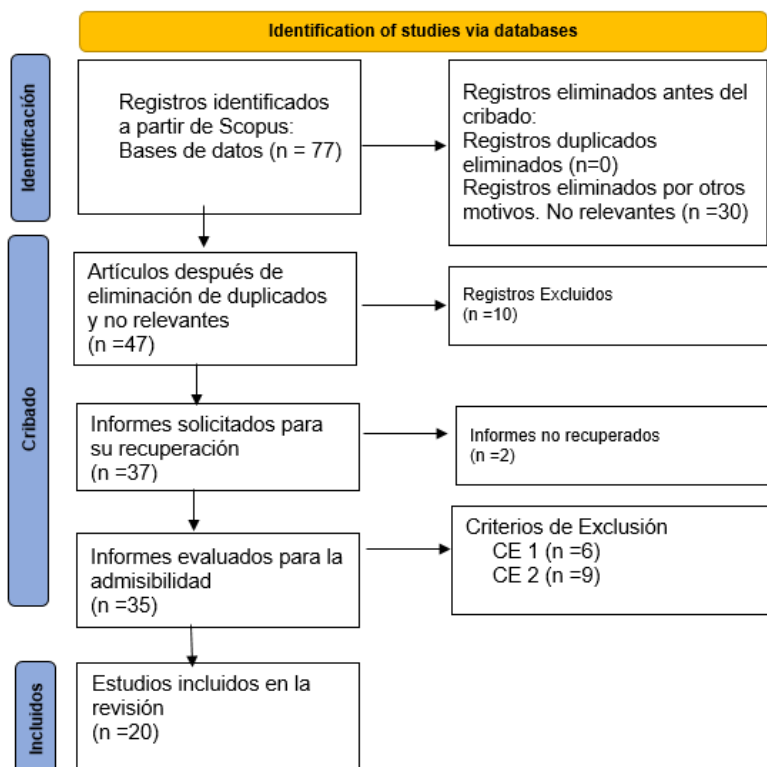 Identification of studies via databases
Identificación
Registros identificados
a partir de Scopus:
Bases de datos (n = 77)
Registros eliminados antes del
cribado:
Registros duplicados
eliminados (n=0)
Registros eliminados por otros
motivos. No relevantes (n =30)
Cribado
Artículos después de
eliminación de duplicados
y no relevantes
(n =47)
Registros Excluidos
(n =10)
Informes solicitados para
su recuperación
(n =37)
Informes no recuperados
(n =2)
Informes evaluados para la
admisibilidad
(n =35)
Criterios de Exclusión
CE 1 (n =6)
CE 2 (n =9)
Incluidos
Estudios incluidos en la
revisión
(n =20)